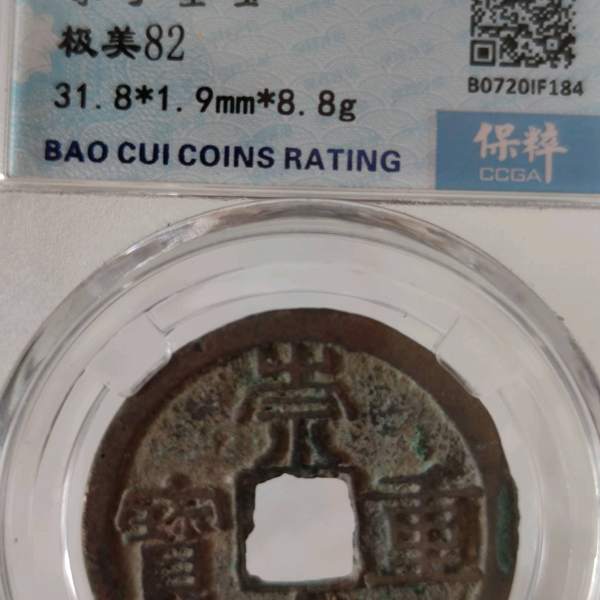 极美82
B0720IF184
31.8*1.9mm*8.8g
BAO CUI COINS RATING
保粹
CCGA
崇
重
寳